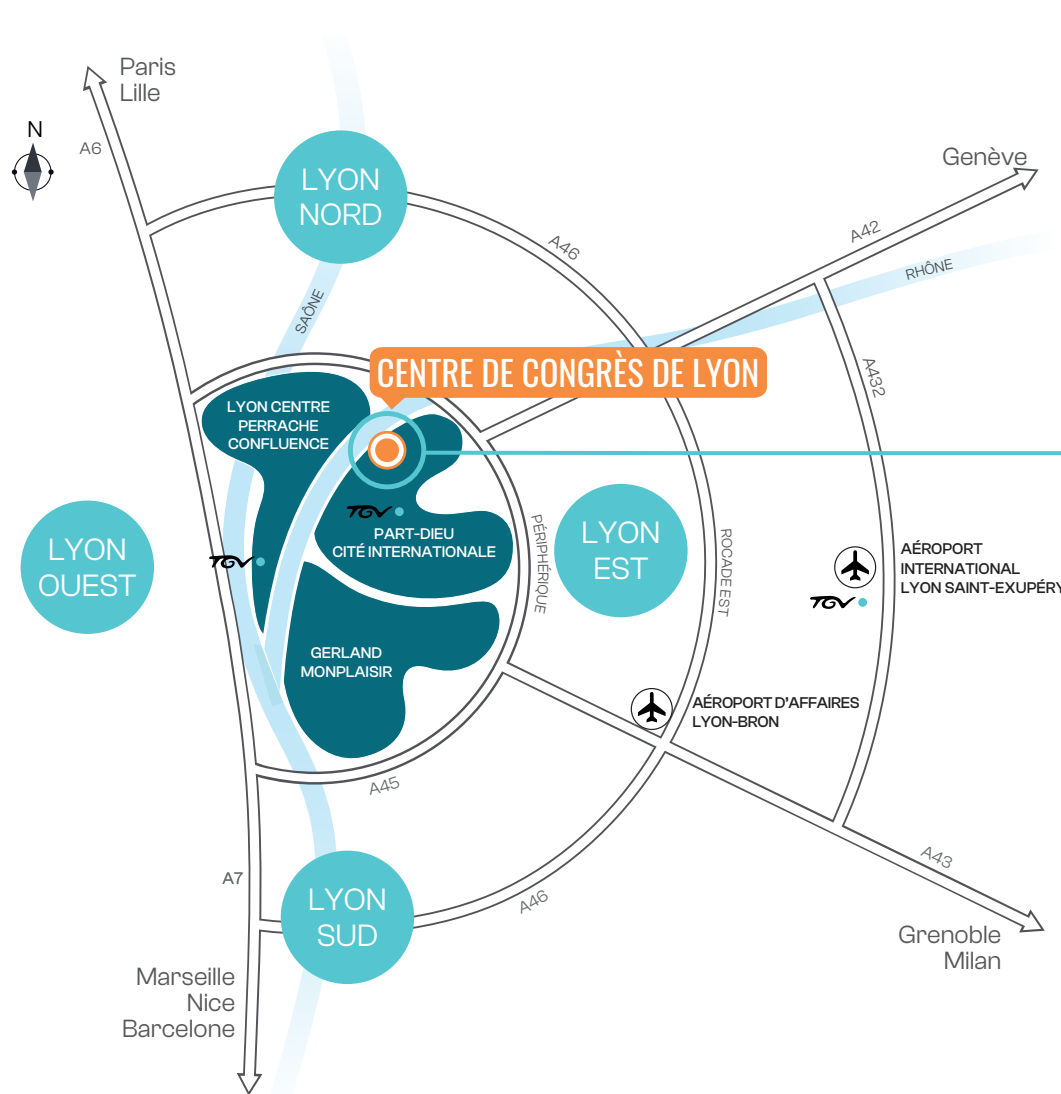 Paris
Lille
N
A6
LYON
NORD
Genève
A42
A46
RHÔNE
SAÔNE
CENTRE DE CONGRÈS DE LYON
A432
LYON CENTRE
PERRACHE
CONFLUENCE
TGV
PART-DIEU
CITÉ INTERNATIONALE
PÉRIPHÉRIQUE
LYON
EST
ROCADE EST
AÉROPORT
INTERNATIONAL
LYON SAINT-EXUPÉRY
TGV
LYON
OUEST
TGV
GERLAND
MONPLAISIR
AÉROPORT D'AFFAIRES
LYON-BRON
A45
A43
A7
LYON
SUD
A46
Grenoble
Milan
Marseille
Nice
Barcelone